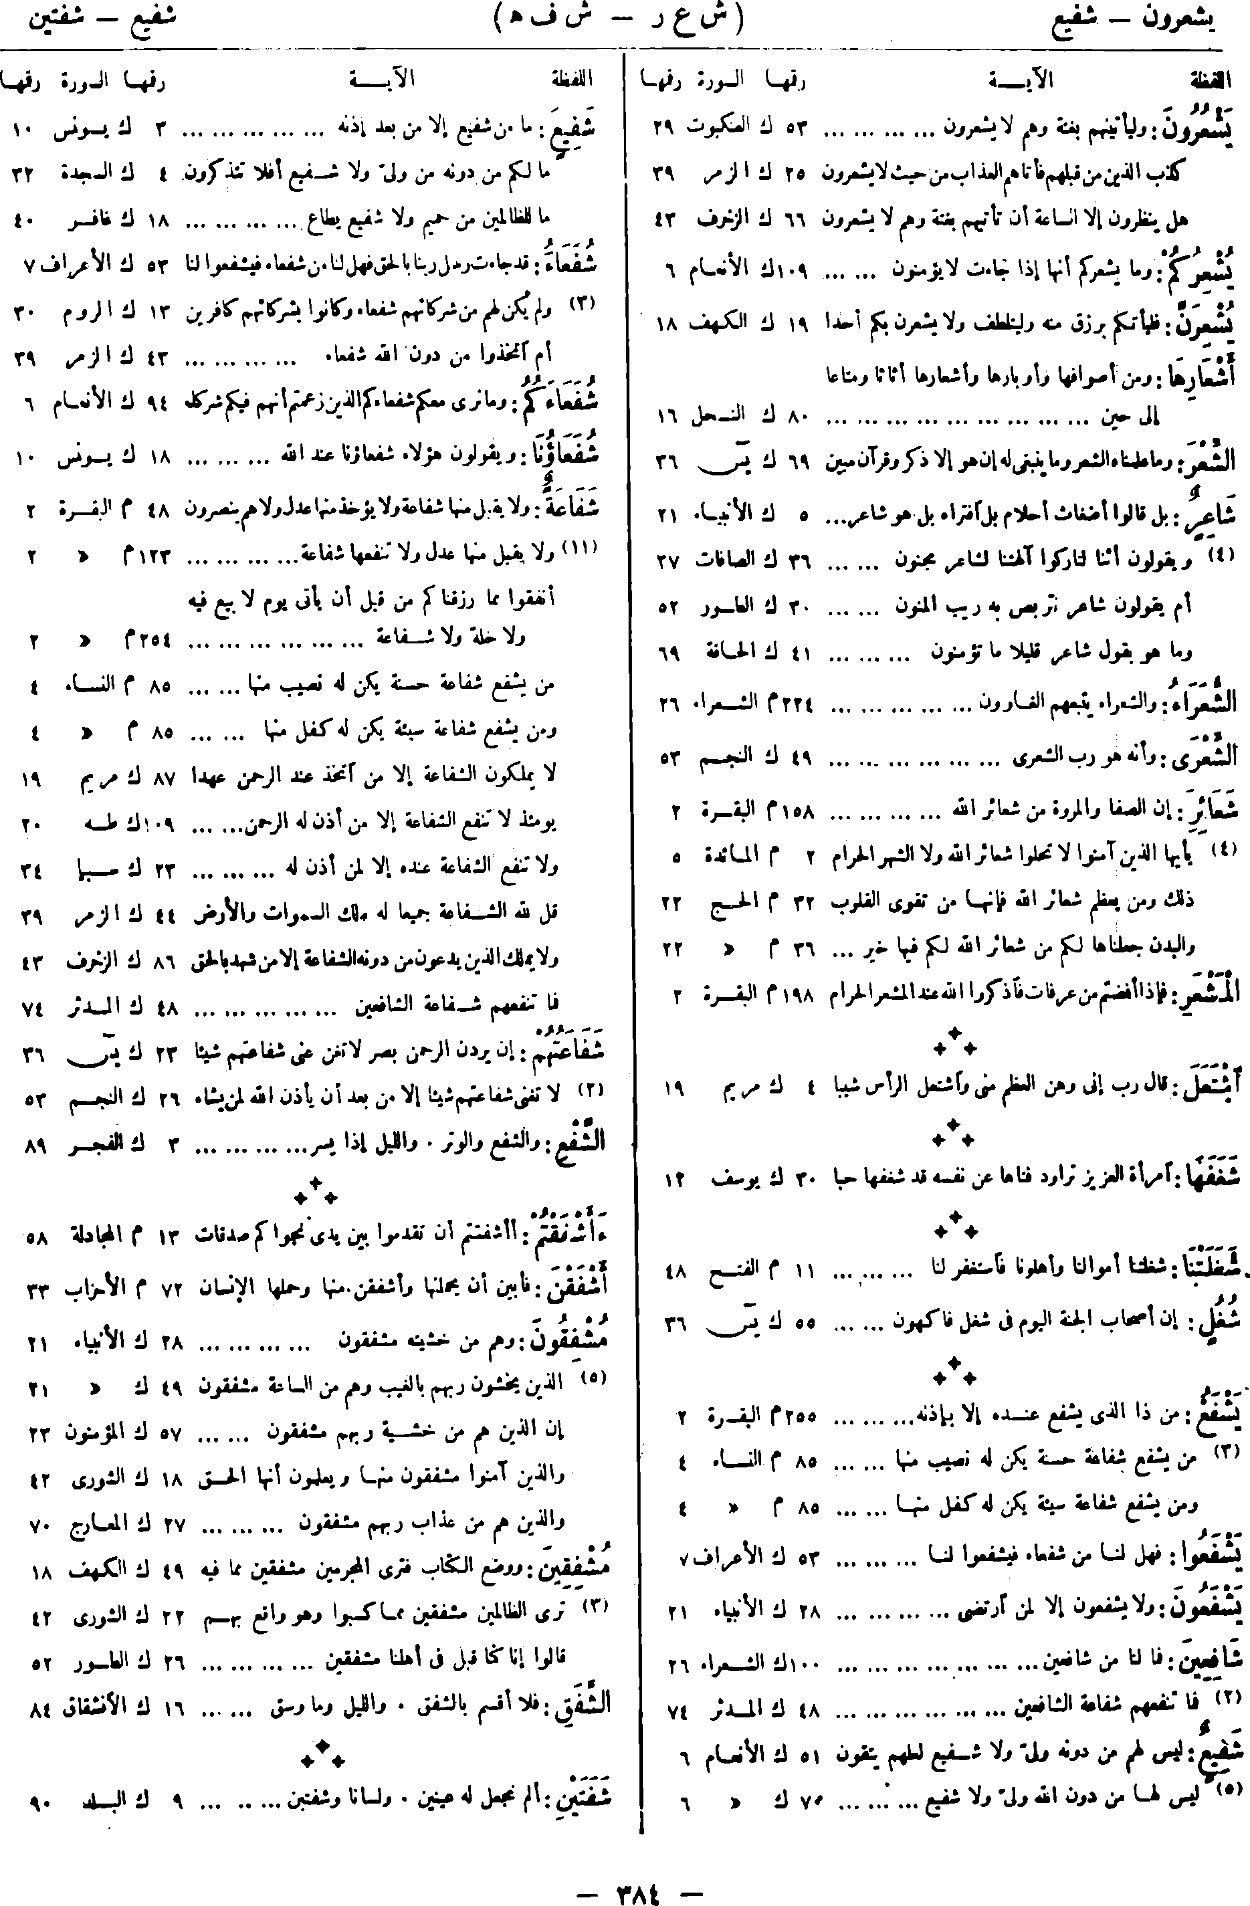 يشعرون — شفيع
(ش ع ر — ش ف ه)
شفيع — شفتين
اللفظة الآيــة رقمها السورة رقمها
يَشْعُرُونَ: وليأتينهم بغتة وهم لا يشعرون ... ... ... ... ٥٣ ك العنكبوت ٢٩
كذب الذين من قبلهم فأتاهم العذاب من حيث لا يشعرون ٢٥ ك الزمر ٣٩
هل ينظرون إلا الساعة أن تأتيهم بغتة وهم لا يشعرون ٦٦ ك الزخرف ٤٣
يُشْعِرُكُمْ: وما يشعركم أنها إذا جاءت لا يؤمنون ... ... ١٠٩ ك الأنعام ٦
يُشْعِرَنَّ: فليأتكم برزق منه وليتلطف ولا يشعرن بكم أحدا ١٩ ك الكهف ١٨
أَشْعَارِهَا: ومن أصوافها وأوبارها وأشعارها أثاثا ومتاعا
إلى حين ... ... ... ... ... ... ... ... ... ٨٠ ك النحل ١٦
الشِّعْرَ: وما علمناه الشعر وما ينبغى له إن هو إلا ذكر وقرآن مبين ٦٩ ك يٓس ٣٦
شَاعِرٌ: بل قالوا أضغاث أحلام بل آفتراه بل هو شاعر... ٥ ك الأنبياء ٢١
(٤) ويقولون أئنا لتاركوا آلهتنا لشاعر مجنون ... ... ٣٦ ك الصافات ٣٧
أم يقولون شاعر نتربص به ريب المنون ... ... ٣٠ ك الطور ٥٢
وما هو بقول شاعر قليلا ما تؤمنون ... ... ... ٤١ ك الحاقة ٦٩
الشُّعَرَاءُ: والشعراء يتبعهم الغاوون ... ... ... ... ... ٢٢٤ م الشعراء ٢٦
الشِّعْرَى: وأنه هو رب الشعرى ... ... ... ... ... ... ٤٩ ك النجم ٥٣
شَعَائِرِ: إن الصفا والمروة من شعائر الله ... ... ... ... ١٥٨ م البقرة ٢
(٤) يأيها الذين آمنوا لا تحلوا شعائر الله ولا الشهر الحرام ٢ م المائدة ٥
ذلك ومن يعظم شعائر الله فإنها من تقوى القلوب ٣٢ م الحج ٢٢
والبدن جعلناها لكم من شعائر الله لكم فيها خير ... ٣٦ م « ٢٢
الْمَشْعَرِ: فإذا أفضتم من عرفات فآذكروا الله عند المشعر الحرام ١٩٨ م البقرة ٢
آشْتَعَلَ: قال رب إنى وهن العظم منى وآشتعل الرأس شيبا ٤ ك مريم ١٩
شَغَفَهَا: آمرأة العزيز تراود فتاها عن نفسه قد شغفها حبا ٣٠ ك يوسف ١٢
شَغَلَتْنَا: شغلتنا أموالنا وأهلونا فآستغفر لنا ... ... ... ١١ م الفتح ٤٨
شُغُلٍ: إن أصحاب الجنة اليوم فى شغل فاكهون ... ... ٥٥ ك يٓس ٣٦
يَشْفَعُ: من ذا الذى يشفع عنده إلا بإذنه... ... ... ٢٥٥ م البقرة ٢
(٣) من يشفع شفاعة حسنة يكن له نصيب منها ... ... ٨٥ م النساء ٤
ومن يشفع شفاعة سيئة يكن له كفل منها ... ... ٨٥ م « ٤
يَشْفَعُوا: فهل لنا من شفعاء فيشفعوا لنا ... ... ... ٥٣ ك الأعراف ٧
يَشْفَعُونَ: ولا يشفعون إلا لمن آرتضى ... ... ... ... ٢٨ ك الأنبياء ٢١
شَافِعِينَ: فما لنا من شافعين... ... ... ... ... ... ... ١٠٠ ك الشعراء ٢٦
(٢) فما تنفعهم شفاعة الشافعين ... ... ... ... ... ... ٤٨ ك المدثر ٧٤
شَفِيعٌ: ليس لهم من دونه ولىّ ولا شفيع لعلهم يتقون ٥١ ك الأنعام ٦
(٥) ليس لها من دون الله ولىّ ولا شفيع ... ... ... ٧٥ ك « ٦
اللفظة الآيــة رقمها السورة رقمها
شَفِيعٍ: ما من شفيع إلا من بعد إذنه ... ... ... ... ... ٣ ك يونس ١٠
ما لكم من دونه من ولىّ ولا شفيع أفلا تتذكرون ٤ ك السجدة ٣٢
ما للظالمين من حميم ولا شفيع يطاع ... ... ... ... ١٨ ك غافر ٤٠
شُفَعَاءَ: قد جاءت رسل ربنا بالحق فهل لنا من شفعاء فيشفعوا لنا ٥٣ ك الأعراف ٧
(٣) ولم يكن لهم من شركائهم شفعاء وكانوا بشركائهم كافرين ١٣ ك الروم ٣٠
أم آتخذوا من دون الله شفعاء ... ... ... ... ٤٣ ك الزمر ٣٩
شُفَعَاءَكُمُ: وما نرى معكم شفعاءكم الذين زعمتم أنهم فيكم شركاء ٩٤ ك الأنعام ٦
شُفَعَاؤُنَا: ويقولون هؤلاء شفعاؤنا عند الله ... ... ... ١٨ ك يونس ١٠
شَفَاعَةٌ: ولا يقبل منها شفاعة ولا يؤخذ منها عدل ولا هم ينصرون ٤٨ م البقرة ٢
(١١) ولا يقبل منها عدل ولا تنفعها شفاعة... ... ... ... ١٢٣ م « ٢
أنفقوا مما رزقناكم من قبل أن يأتى يوم لا بيع فيه
ولا خلة ولا شفاعة ... ... ... ... ... ... ٢٥٤ م « ٢
من يشفع شفاعة حسنة يكن له نصيب منها ... ... ٨٥ م النساء ٤
ومن يشفع شفاعة سيئة يكن له كفل منها ... ... ٨٥ م « ٤
لا يملكون الشفاعة إلا من آتخذ عند الرحمن عهدا ٨٧ ك مريم ١٩
يومئذ لا تنفع الشفاعة إلا من أذن له الرحمن... ... ١٠٩ ك طه ٢٠
ولا تنفع الشفاعة عنده إلا لمن أذن له ... ... ... ٢٣ ك سبإ ٣٤
قل لله الشفاعة جميعا له ملك السموات والأرض ٤٤ ك الزمر ٣٩
ولا يملك الذين يدعون من دونه الشفاعة إلا من شهد بالحق ٨٦ ك الزخرف ٤٣
فما تنفعهم شفاعة الشافعين ... ... ... ... ... ٤٨ ك المدثر ٧٤
شَفَاعَتُهُمْ: إن يردن الرحمن بضر لا تغن عنى شفاعتهم شيئا ٢٣ ك يٓس ٣٦
(٢) لا تغنى شفاعتهم شيئا إلا من بعد أن يأذن الله لمن يشاء ٢٦ ك النجم ٥٣
الشَّفْعِ: والشفع والوتر ٠ والليل إذا يسر... ... ... ... ٣ ك الفجر ٨٩
ءَأَشْفَقْتُمْ: أأشفقتم أن تقدموا بين يدى نجواكم صدقات ١٣ م المجادلة ٥٨
أَشْفَقْنَ: فأبين أن يحملنها وأشفقن منها وحملها الإنسان ٧٢ م الأحزاب ٣٣
مُشْفِقُونَ: وهم من خشيته مشفقون ... ... ... ... ٢٨ ك الأنبياء ٢١
(٥) الذين يخشون ربهم بالغيب وهم من الساعة مشفقون ٤٩ ك « ٢١
إن الذين هم من خشية ربهم مشفقون ... ... ٥٧ ك المؤمنون ٢٣
والذين آمنوا مشفقون منها ويعلمون أنها الحق ١٨ ك الشورى ٤٢
والذين هم من عذاب ربهم مشفقون ... ... ... ٢٧ ك المعارج ٧٠
مُشْفِقِينَ: ووضع الكتاب فترى المجرمين مشفقين مما فيه ٤٩ ك الكهف ١٨
(٣) ترى الظالمين مشفقين مما كسبوا وهو واقع بهم ٢٢ ك الشورى ٤٢
قالوا إنا كنا قبل فى أهلنا مشفقين ... ... ... ... ٢٦ ك الطور ٥٢
الشَّفَقِ: فلا أقسم بالشفق ٠ والليل وما وسق ... ... ١٦ ك الآنشقاق ٨٤
شَفَتَيْنِ: ألم نجعل له عينين ٠ ولسانا وشفتين ... ... ... ٩ ك البلد ٩٠
— ٣٨٤ —